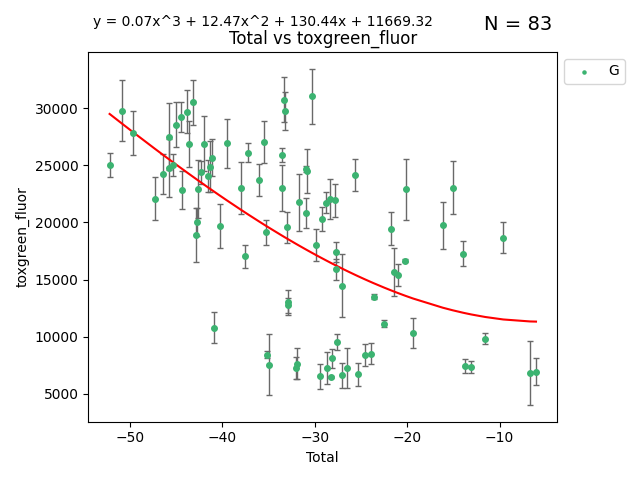 y = 0.07x^3 + 12.47x^2 + 130.44x + 11669.32
N = 83
Total vs toxgreen_fluor
G
toxgreen_fluor
30000
25000
20000
15000
10000
5000
−50 −40 −30 −20 −10
Total